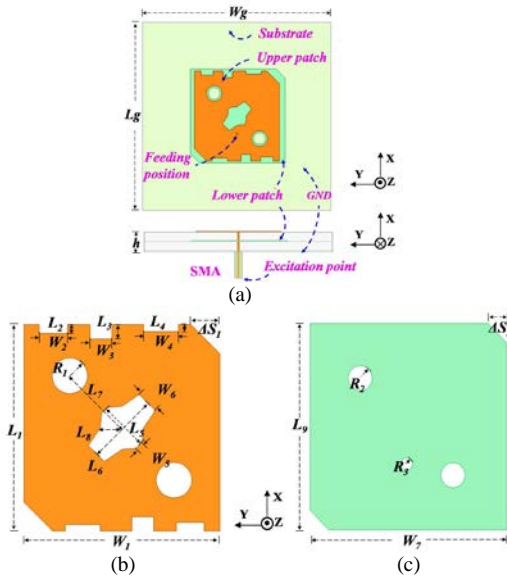 Wg
Substrate
Upper patch
Lg
Feeding
position
X
Y
Z
Lower patch
GND
X
h
Y
Z
SMA
Excitation point
(a)
L2
L3
L4
ΔS1
W2
W3
W4
R1
L7
W6
L1
L8
L5
L6
W5
X
Y
Z
W1
(b)
ΔS1
R2
L9
R3
W7
(c)